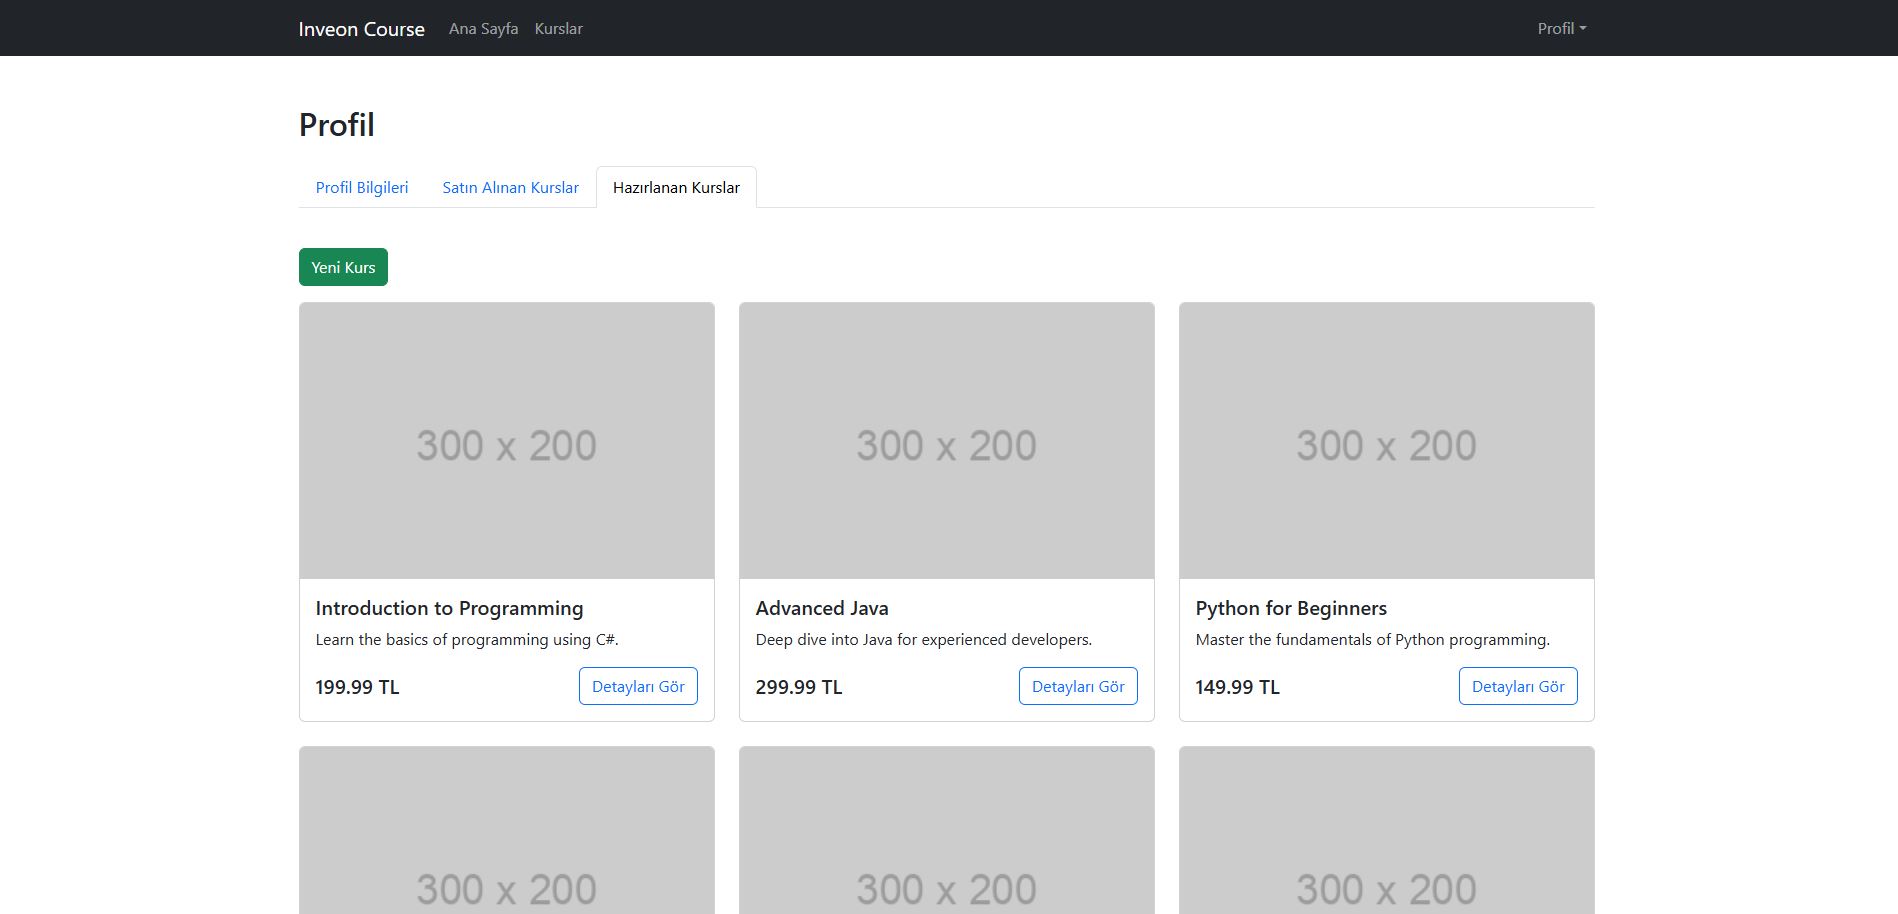 Inveon Course Ana Sayfa Kurslar Profil
Profil
Profil Bilgileri Satın Alınan Kurslar Hazırlanan Kurslar
Yeni Kurs
300 x 200 300 x 200 300 x 200
Introduction to Programming
Learn the basics of programming using C#.
199.99 TL Detayları Gör
Advanced Java
Deep dive into Java for experienced developers.
299.99 TL Detayları Gör
Python for Beginners
Master the fundamentals of Python programming.
149.99 TL Detayları Gör
300 x 200 300 x 200 300 x 200